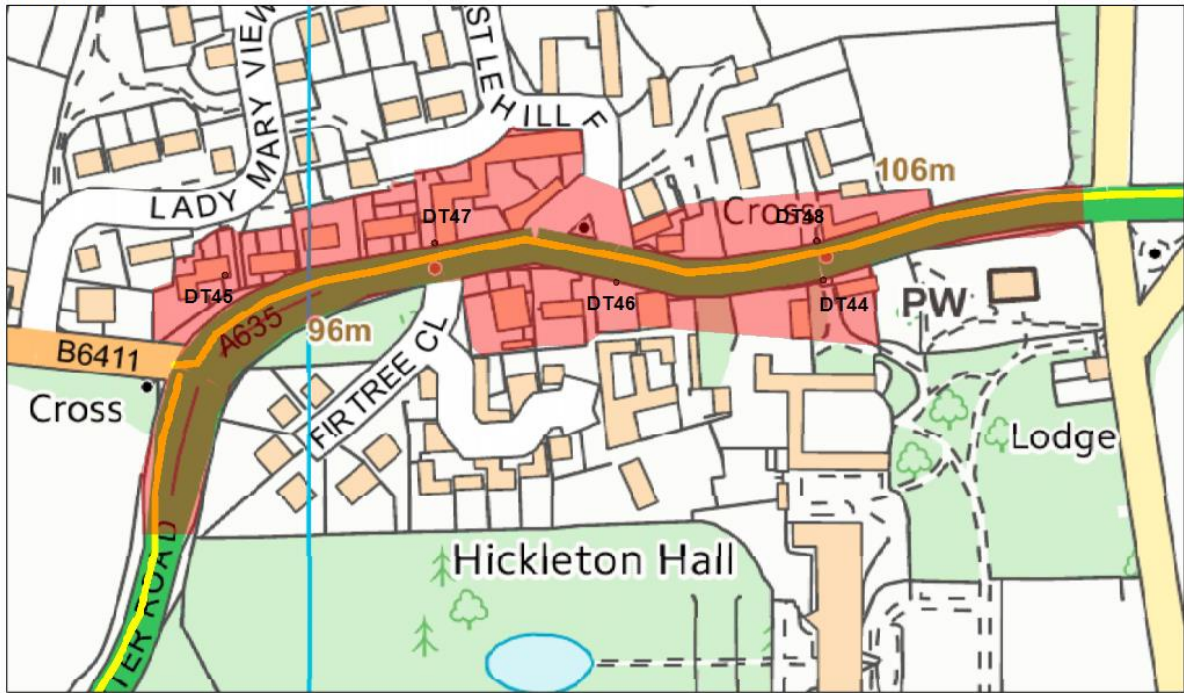 STLE HILL F
LADY MARY VIEW
106m
Cross
DT47
DT48
DT45
DT46
DT44
PW
A635
96m
B6411
FIR TREE CL
Cross
Lodge
Hickleton Hall
TER ROAD